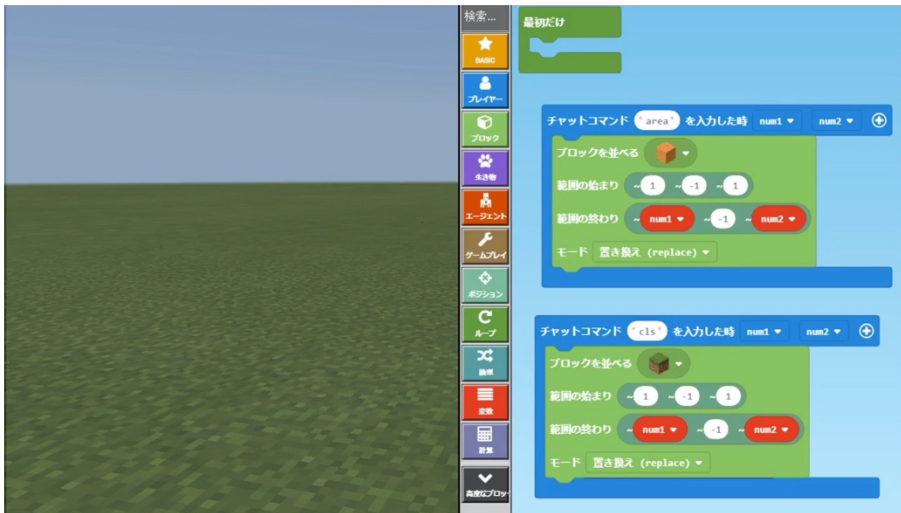 検索...
BASIC
プレイヤー
ブロック
生き物
エージェント
ゲームプレイ
ポジション
ループ
論理
変数
計算
高度なブロック
最初だけ
チャットコマンド "area" を入力した時 num1 num2
ブロックを並べる
範囲の始まり ~ 1 ~ -1 ~ 1
範囲の終わり ~ num1 ~ -1 ~ num2
モード 置き換え (replace)
チャットコマンド "cls" を入力した時 num1 num2
ブロックを並べる
範囲の始まり ~ 1 ~ -1 ~ 1
範囲の終わり ~ num1 ~ -1 ~ num2
モード 置き換え (replace)